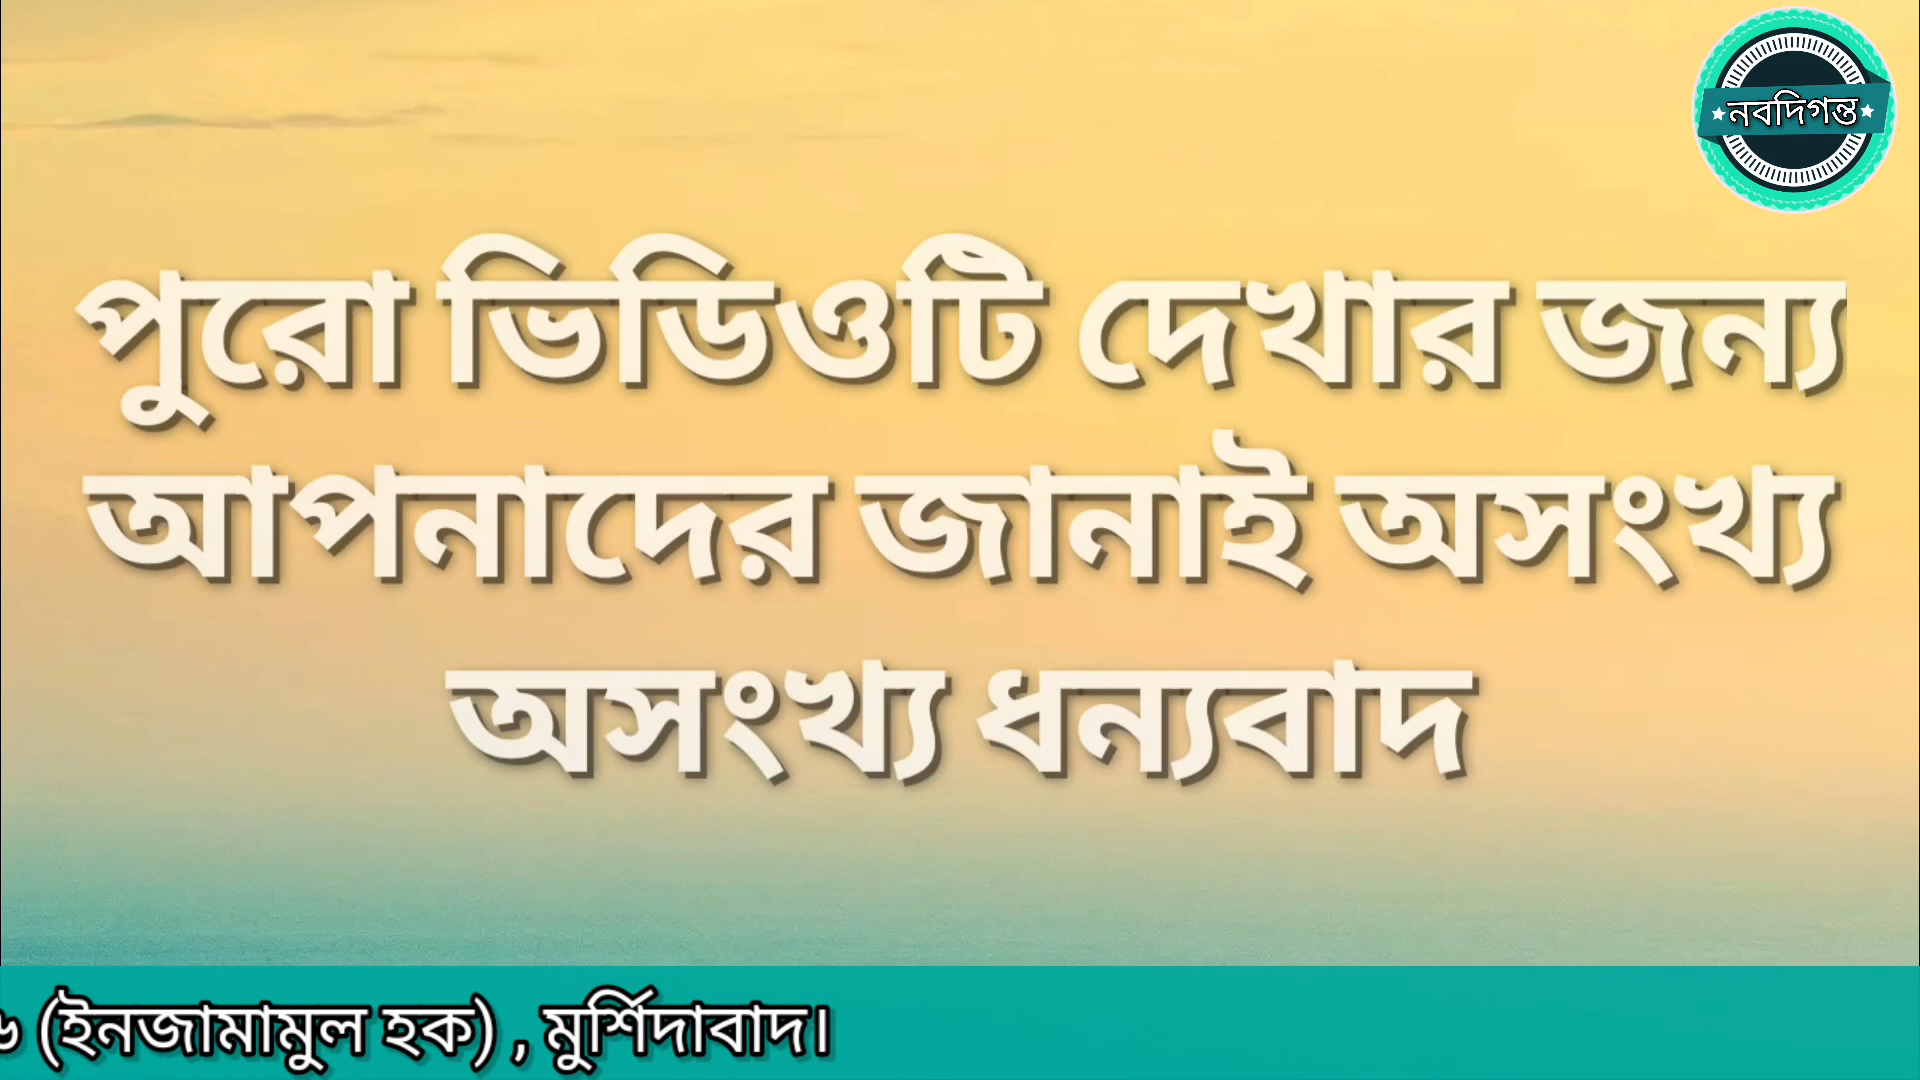 নবদিগন্ত
পুরো ভিডিওটি দেখার জন্য
আপনাদের জানাই অসংখ্য
অসংখ্য ধন্যবাদ
(ইনজামামুল হক) , মুর্শিদাবাদ।